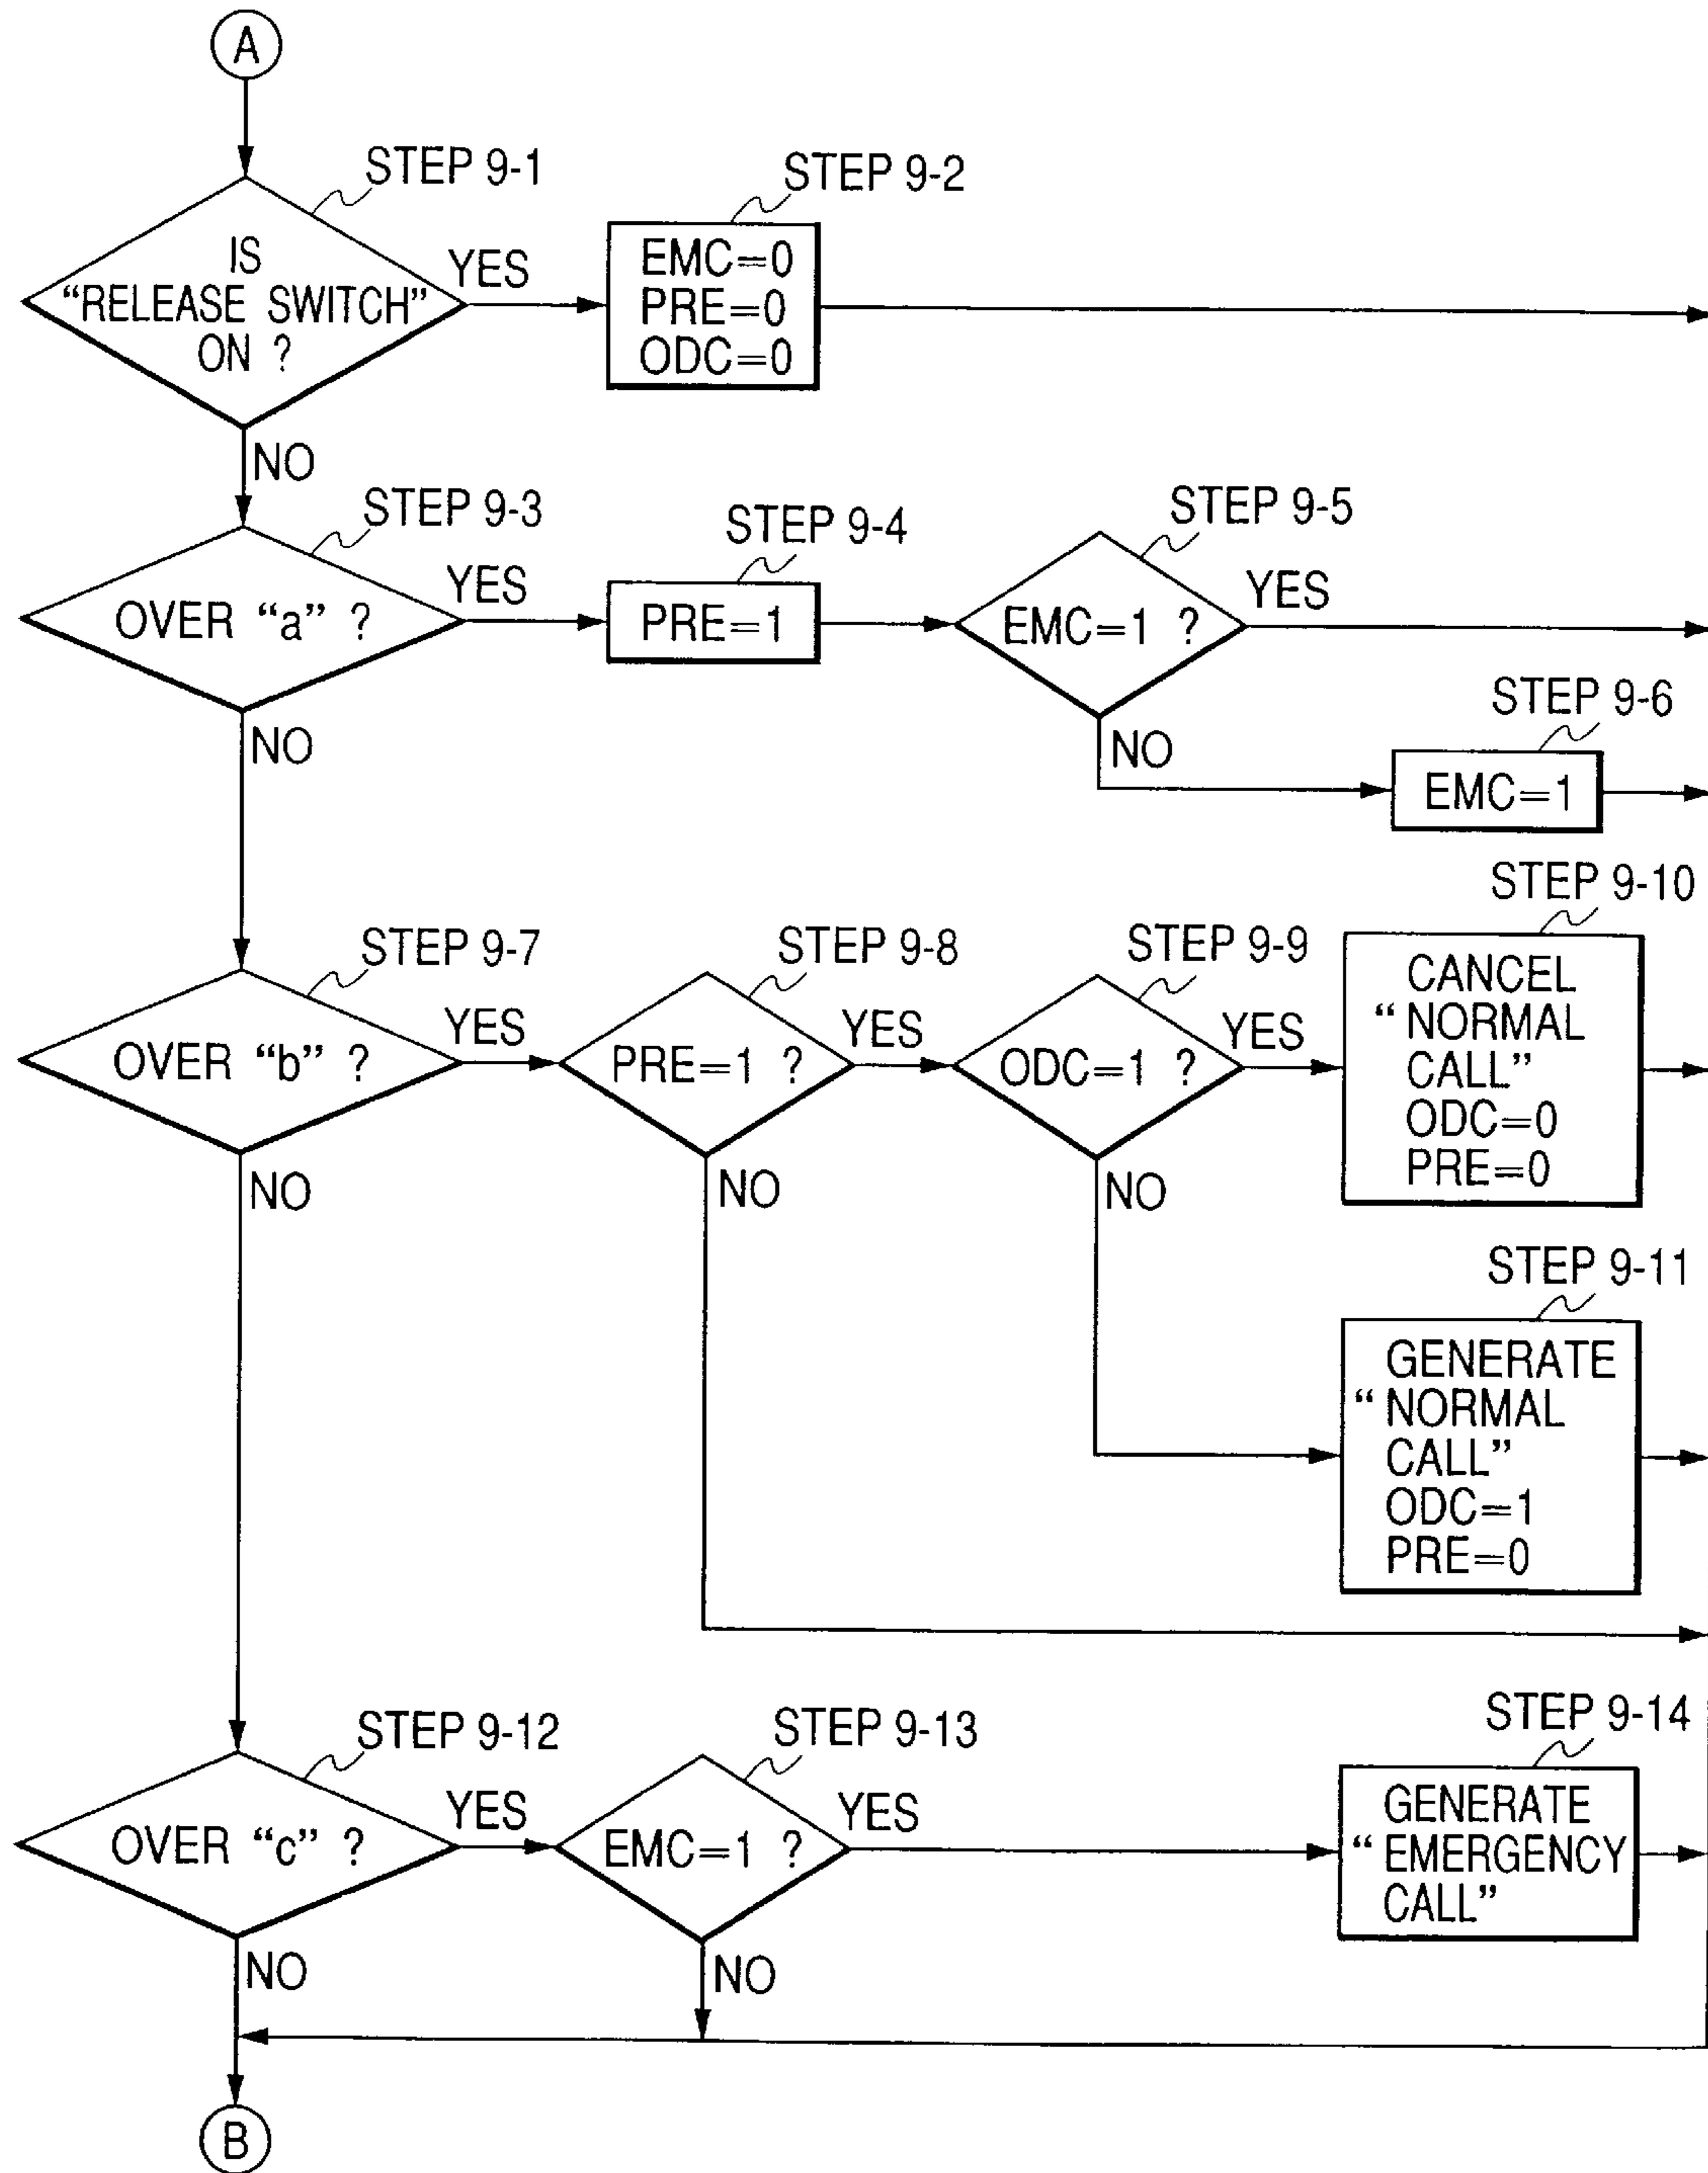 A
STEP 9-1
IS
“RELEASE SWITCH”
ON ?
YES
NO
STEP 9-2
EMC=0
PRE=0
ODC=0
STEP 9-3
OVER “a” ?
YES
NO
STEP 9-4
PRE=1
STEP 9-5
EMC=1 ?
YES
NO
STEP 9-6
EMC=1
STEP 9-7
OVER “b” ?
YES
NO
STEP 9-8
PRE=1 ?
YES
NO
STEP 9-9
ODC=1 ?
YES
NO
STEP 9-10
CANCEL
“ NORMAL
CALL”
ODC=0
PRE=0
STEP 9-11
GENERATE
“ NORMAL
CALL”
ODC=1
PRE=0
STEP 9-12
OVER “c” ?
YES
NO
STEP 9-13
EMC=1 ?
YES
NO
STEP 9-14
GENERATE
“ EMERGENCY
CALL”
B